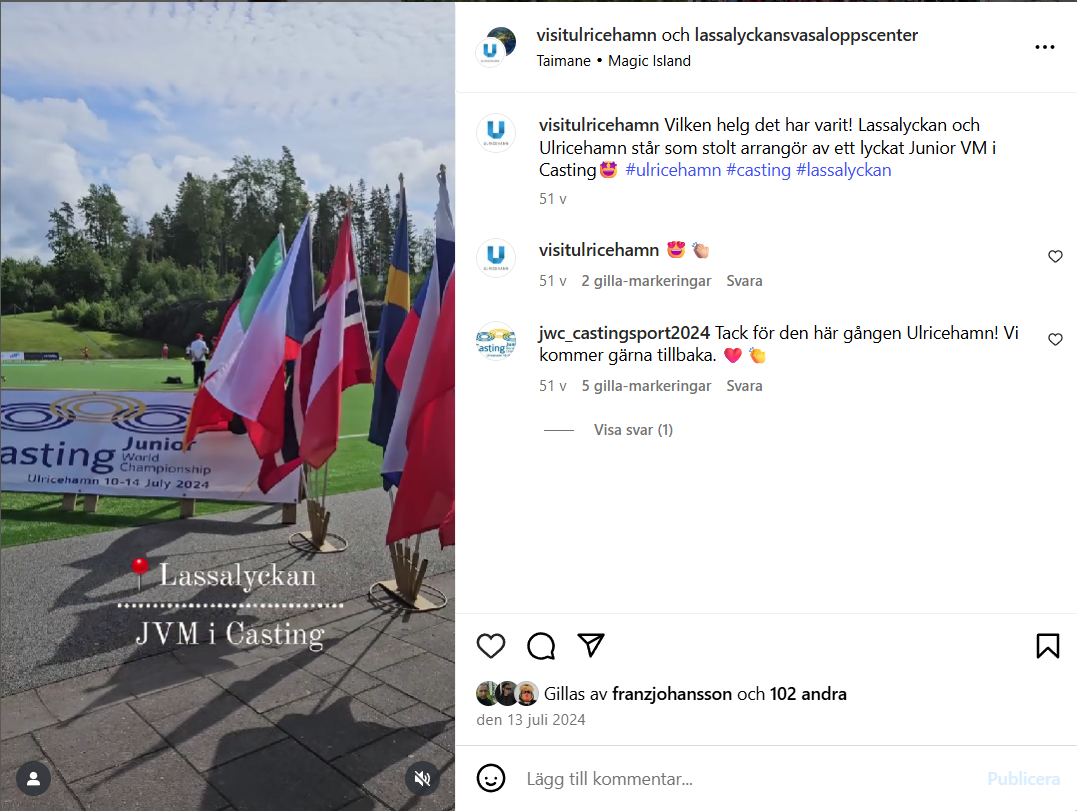 visitulricehamn och lassalyckansvasaloppscenter
Taimane • Magic Island
visitulricehamn Vilken helg det har varit! Lassalyckan och
Ulricehamn står som stolt arrangör av ett lyckat Junior VM i
Casting🤩 #ulricehamn #casting #lassalyckan
51 v
visitulricehamn 🤩 👏🏼
51 v 2 gilla-markeringar Svara
jwc_castingsport2024 Tack för den här gången Ulricehamn! Vi
kommer gärna tillbaka. ❤️ 👏
51 v 5 gilla-markeringar Svara
Visa svar (1)
Gillas av franzjohansson och 102 andra
den 13 juli 2024
Lägg till kommentar...
Publicera
asting Junior
World
Championship
Ulricehamn 10-14 July 2024
📍 Lassalyckan
JVM i Casting